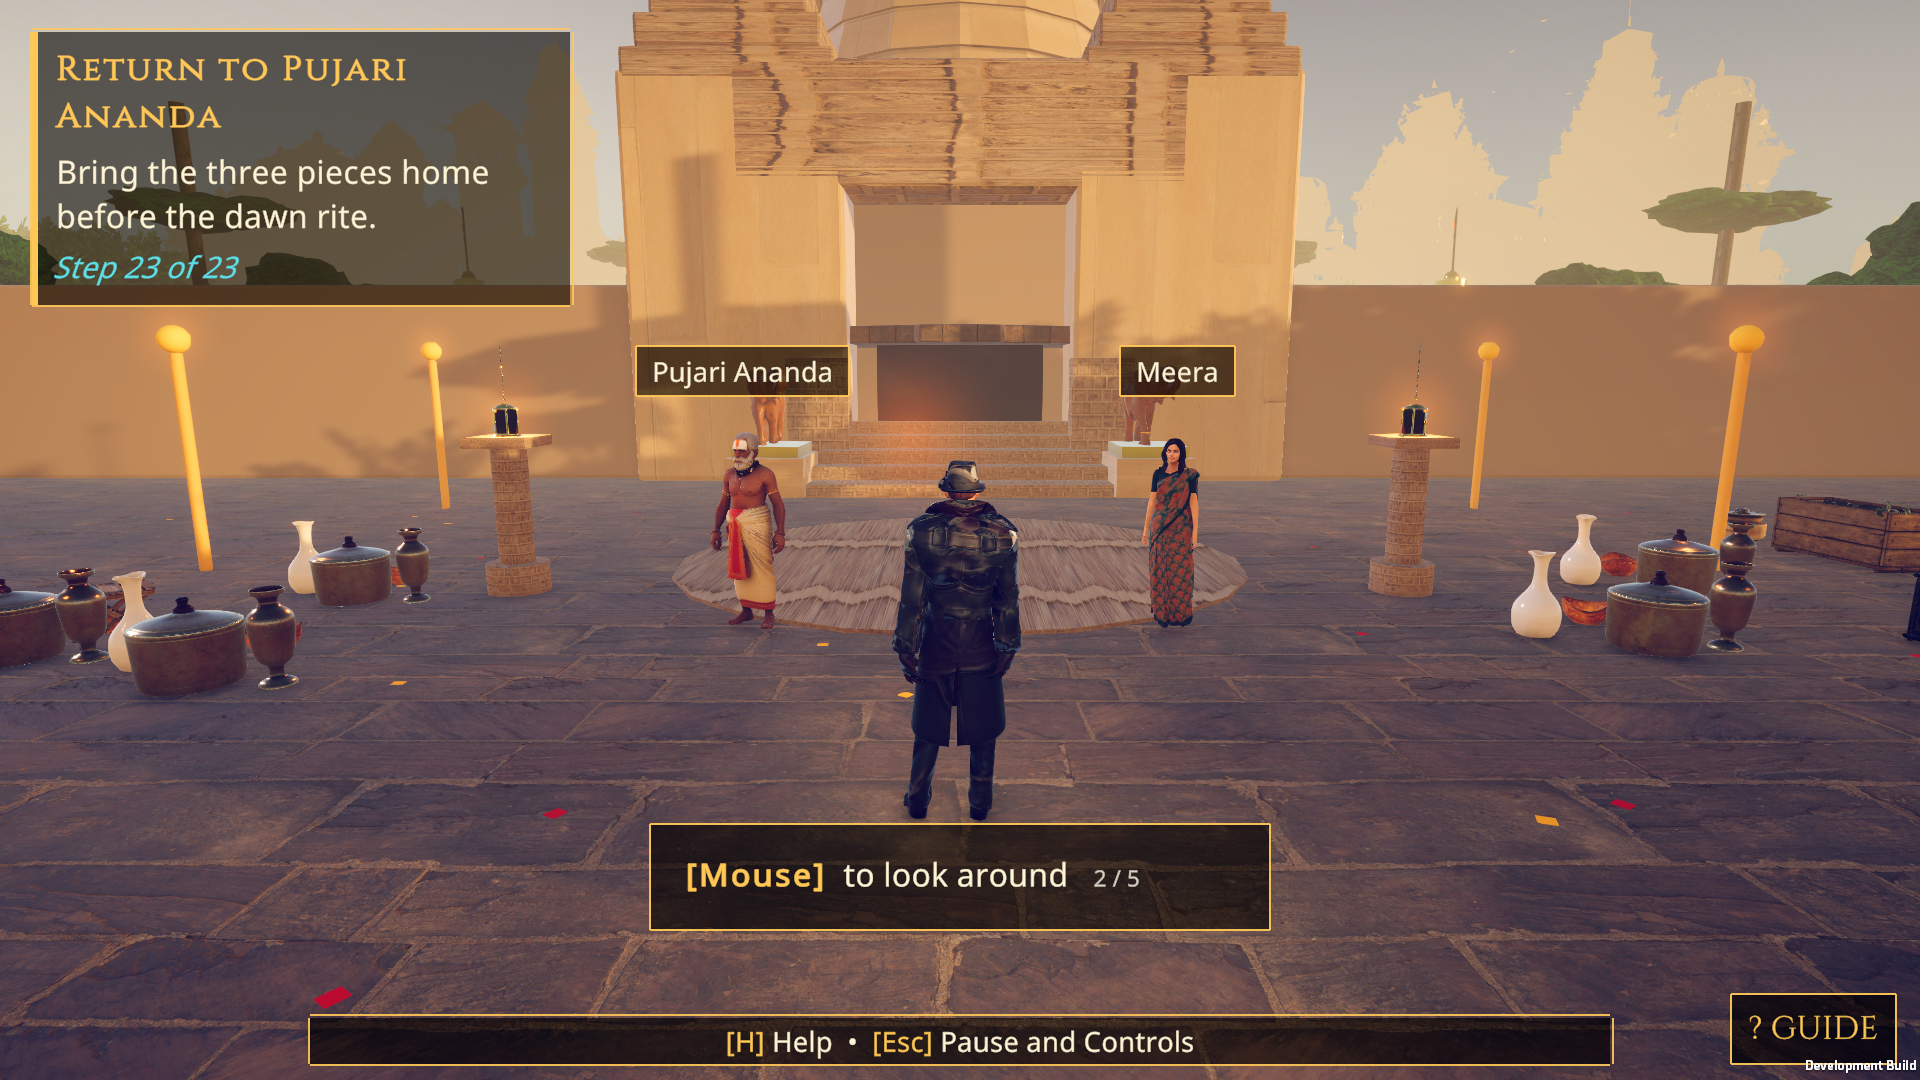 RETURN TO PUJARI
ANANDA
Bring the three pieces home
before the dawn rite.
Step 23 of 23
Pujari Ananda
Meera
[Mouse] to look around 2 / 5
[H] Help • [Esc] Pause and Controls
? GUIDE
Development Build